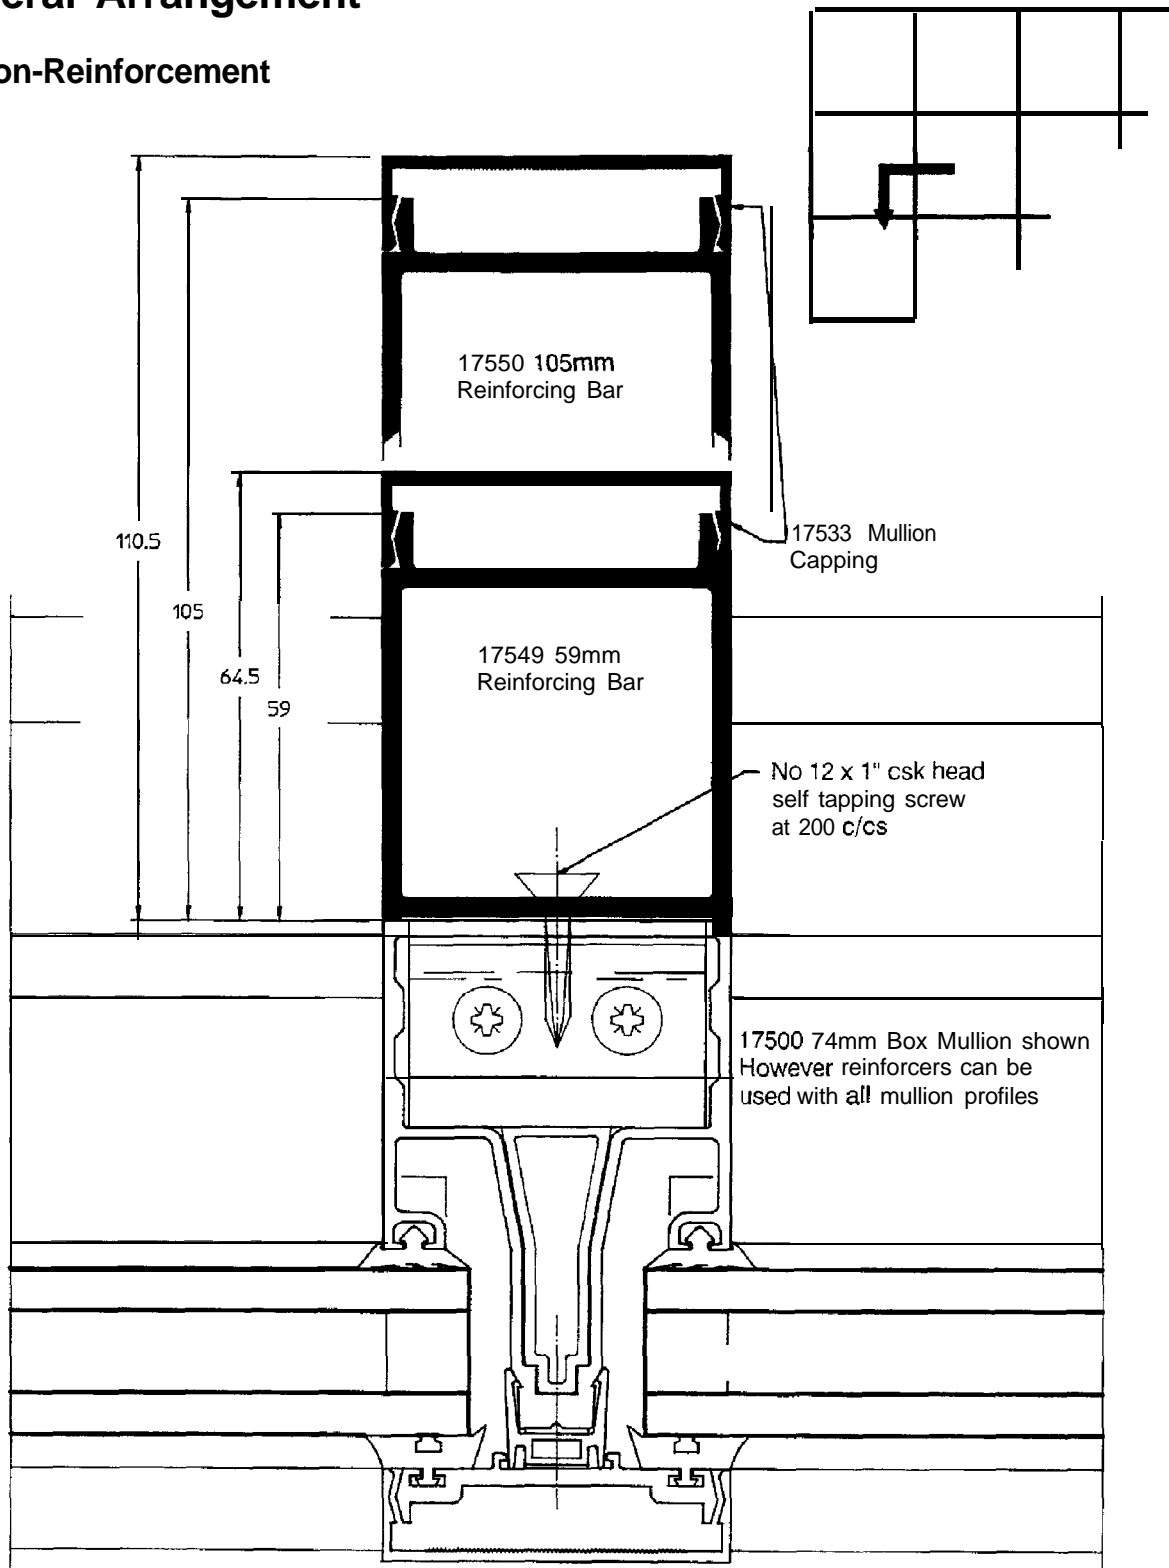 eral Arrangement
on-Reinforcement
17550 105mm
Reinforcing Bar
110.5
17533 Mullion
Capping
105
17549 59mm
Reinforcing Bar
64.5
59
No 12 x 1" csk head
self tapping screw
at 200 c/cs
17500 74mm Box Mullion shown
However reinforcers can be
used with all mullion profiles